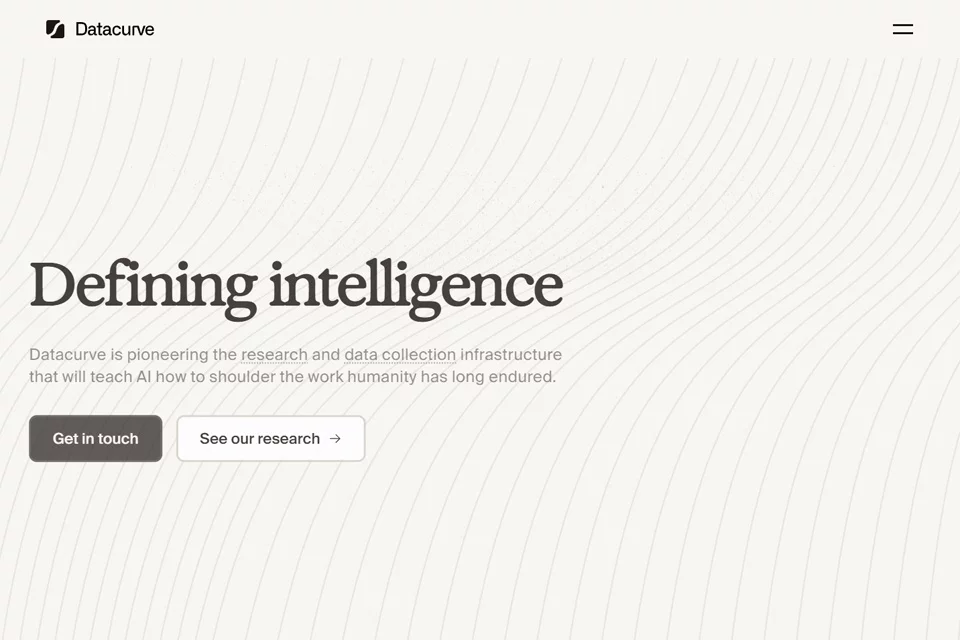 Datacurve
Defining intelligence
Datacurve is pioneering the research and data collection infrastructure
that will teach AI how to shoulder the work humanity has long endured.
Get in touch
See our research →